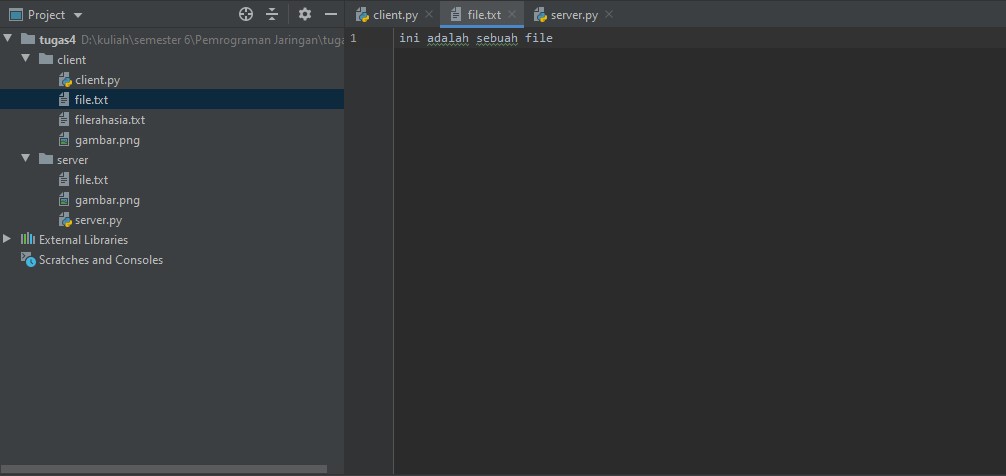 Project
client.py
file.txt
server.py
tugas4 D:\kuliah\semester 6\Pemrograman Jaringan\tuga
client
client.py
file.txt
filerahasia.txt
gambar.png
server
file.txt
gambar.png
server.py
External Libraries
Scratches and Consoles
1 ini adalah sebuah file